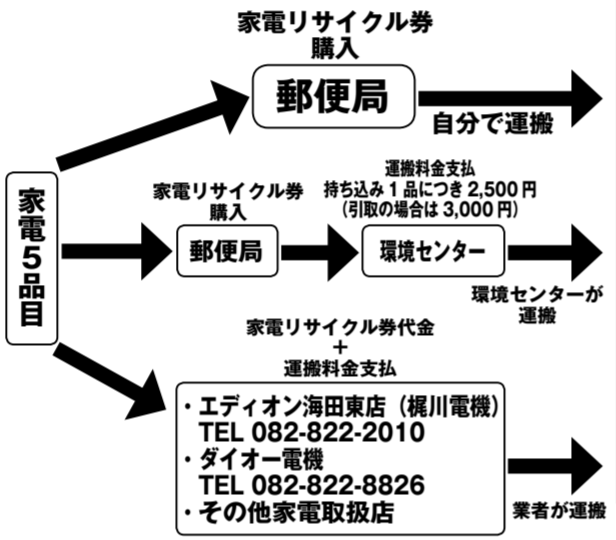 家電リサイクル券
購入
郵便局
自分で運搬
家電5品目
家電リサイクル券
購入
郵便局
運搬料金支払
持ち込み1品につき2,500円
（引取の場合は3,000円）
環境センター
環境センターが
運搬
家電リサイクル券代金
+
運搬料金支払
・エディオン海田東店（梶川電機）
TEL 082-822-2010
・ダイオー電機
TEL 082-822-8826
・その他家電取扱店
業者が運搬